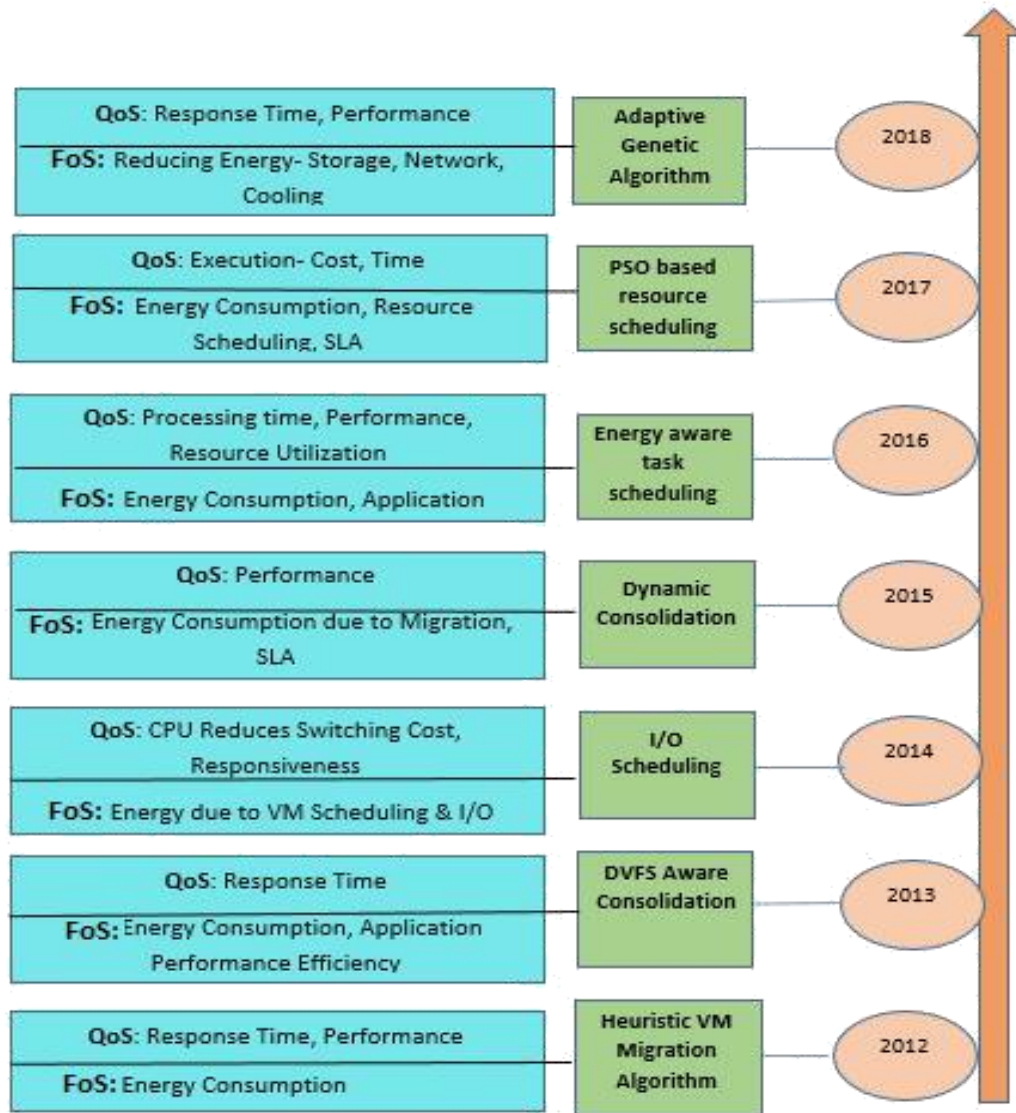 QoS: Response Time, Performance
FoS: Reducing Energy- Storage, Network,
Cooling
Adaptive
Genetic
Algorithm
2018
QoS: Execution- Cost, Time
FoS: Energy Consumption, Resource
Scheduling, SLA
PSO based
resource
scheduling
2017
QoS: Processing time, Performance,
Resource Utilization
FoS: Energy Consumption, Application
Energy aware
task
scheduling
2016
QoS: Performance
FoS: Energy Consumption due to Migration,
SLA
Dynamic
Consolidation
2015
QoS: CPU Reduces Switching Cost,
Responsiveness
FoS: Energy due to VM Scheduling & I/O
I/O
Scheduling
2014
QoS: Response Time
FoS: Energy Consumption, Application
Performance Efficiency
DVFS Aware
Consolidation
2013
QoS: Response Time, Performance
FoS: Energy Consumption
Heuristic VM
Migration
Algorithm
2012